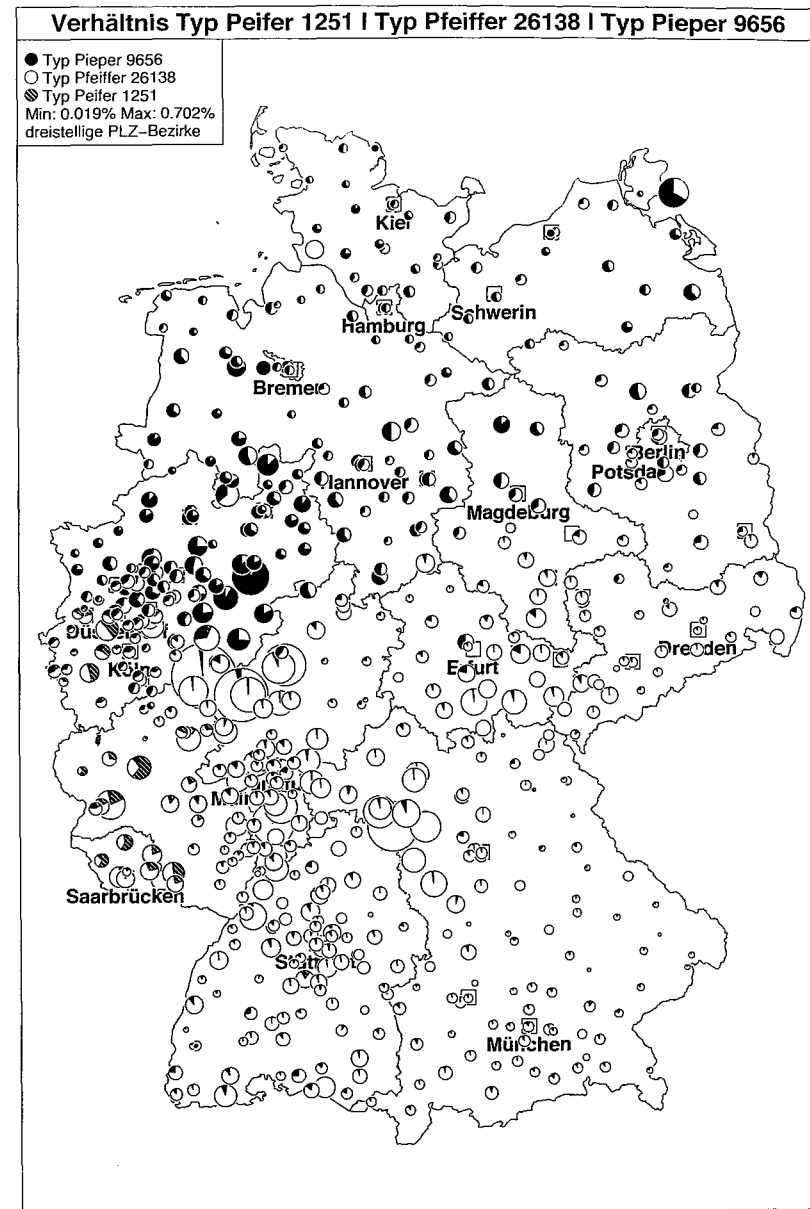 Verhältnis Typ Peifer 1251 I Typ Pfeiffer 26138 I Typ Pieper 9656
Typ Pieper 9656
Typ Pfeiffer 26138
Typ Peifer 1251
Min: 0.019% Max: 0.702%
dreistellige PLZ-Bezirke
Kiel
Schwerin
Hamburg
Bremen
Berlin
Potsdam
Hannover
Magdeburg
Düsseldorf
Dresden
Erfurt
Köln
Saarbrücken
München